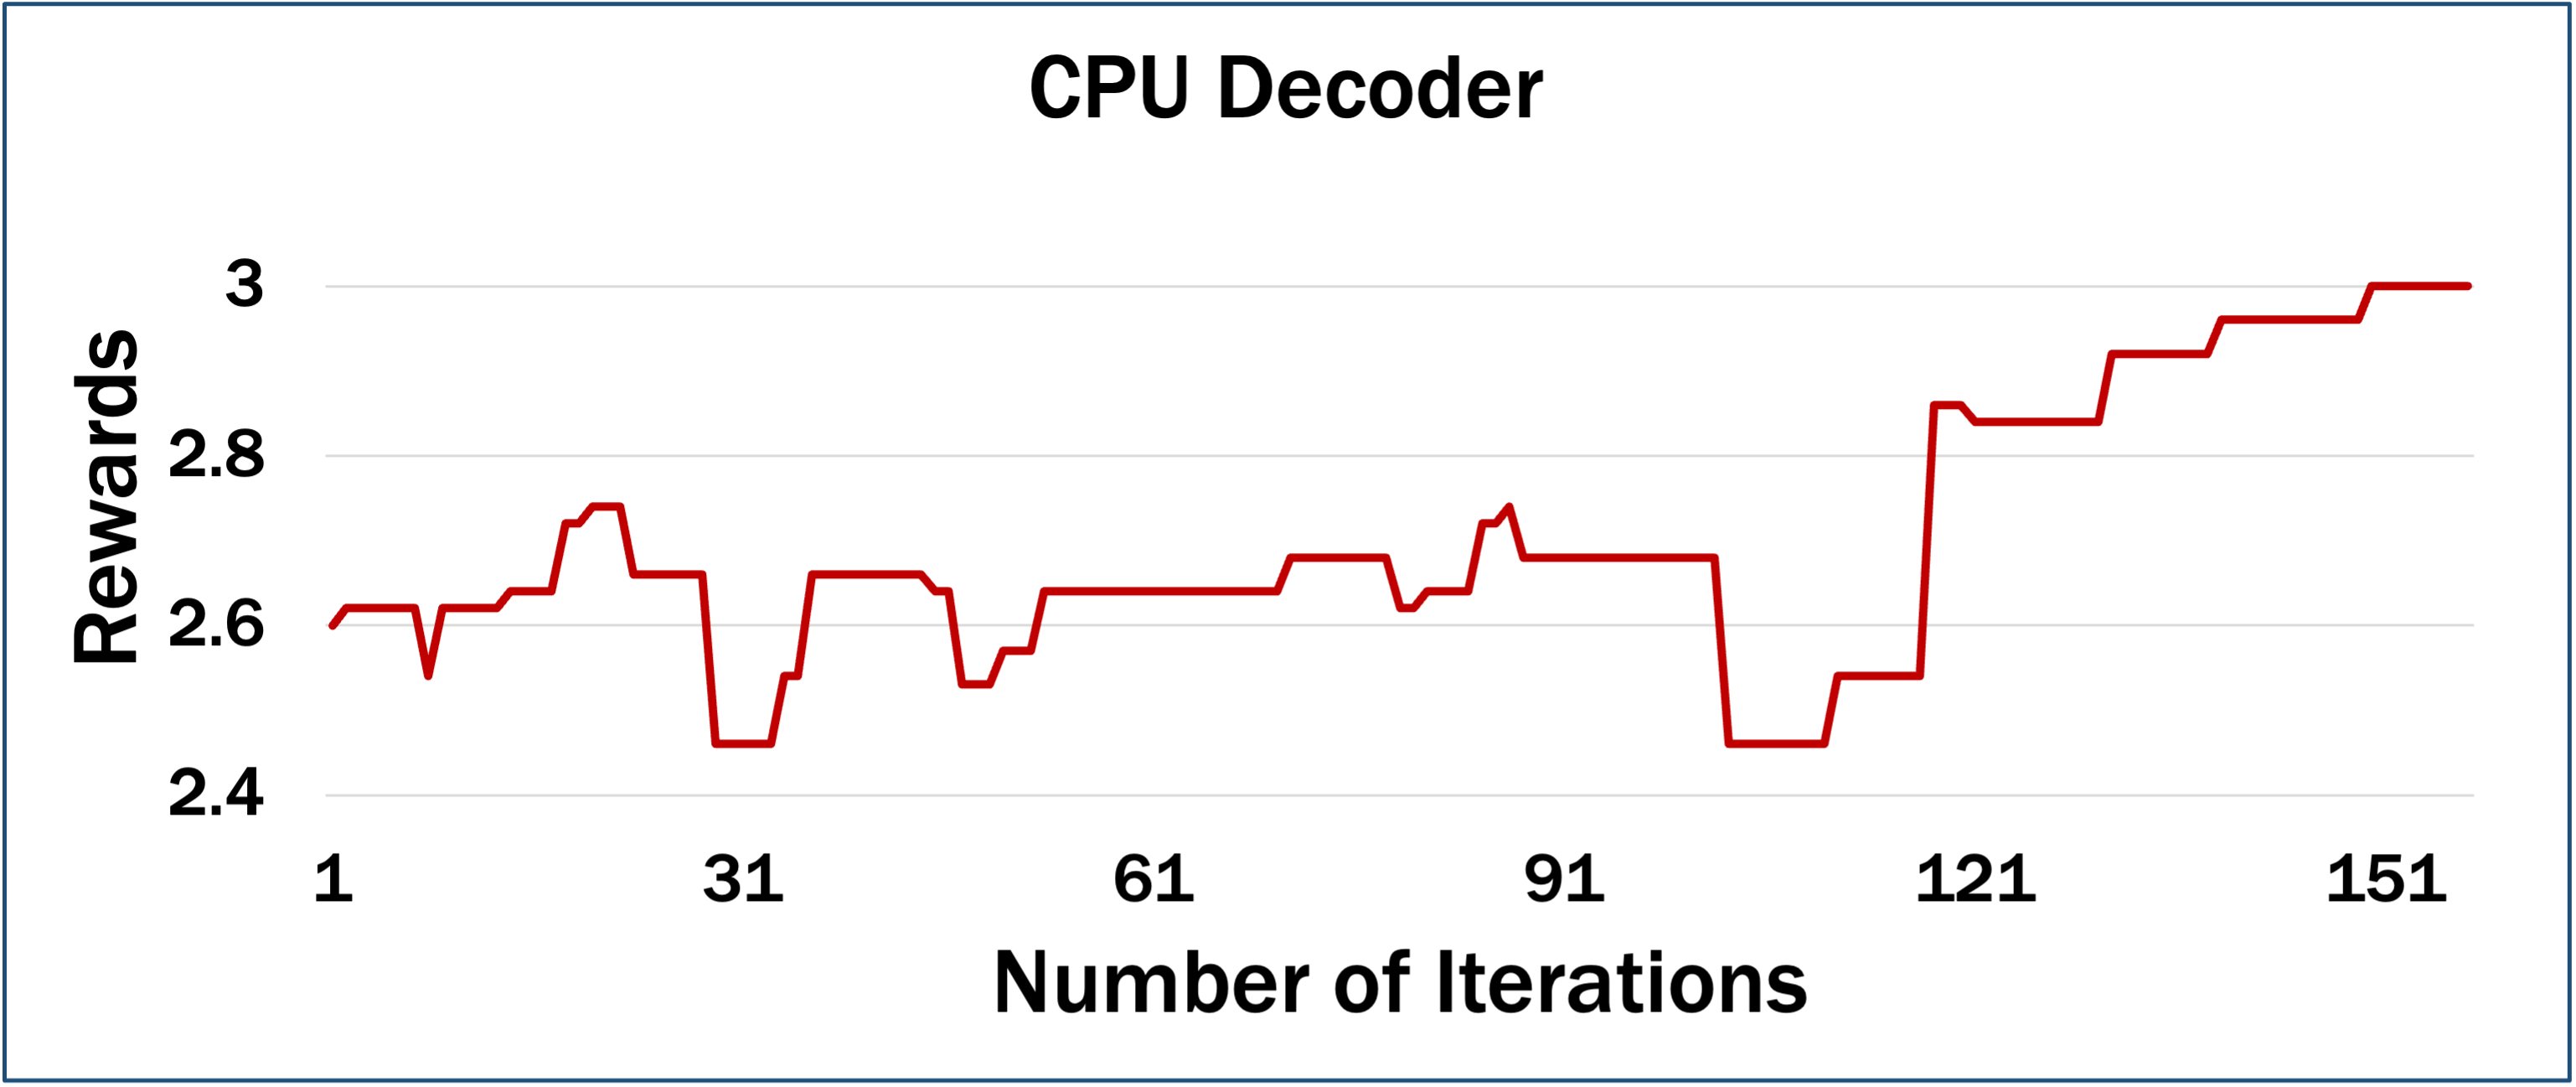 CPU Decoder
3
2.8
2.6
2.4
Rewards
1 31 61 91 121 151
Number of Iterations